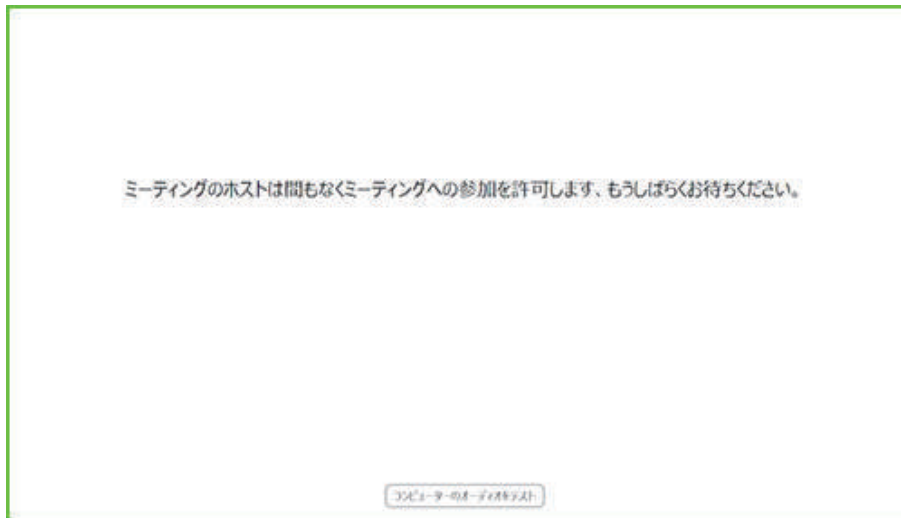 ミーティングのホストは間もなくミーティングへの参加を許可します、もうしばらくお待ちください。
コンピューターのオーディオをテスト